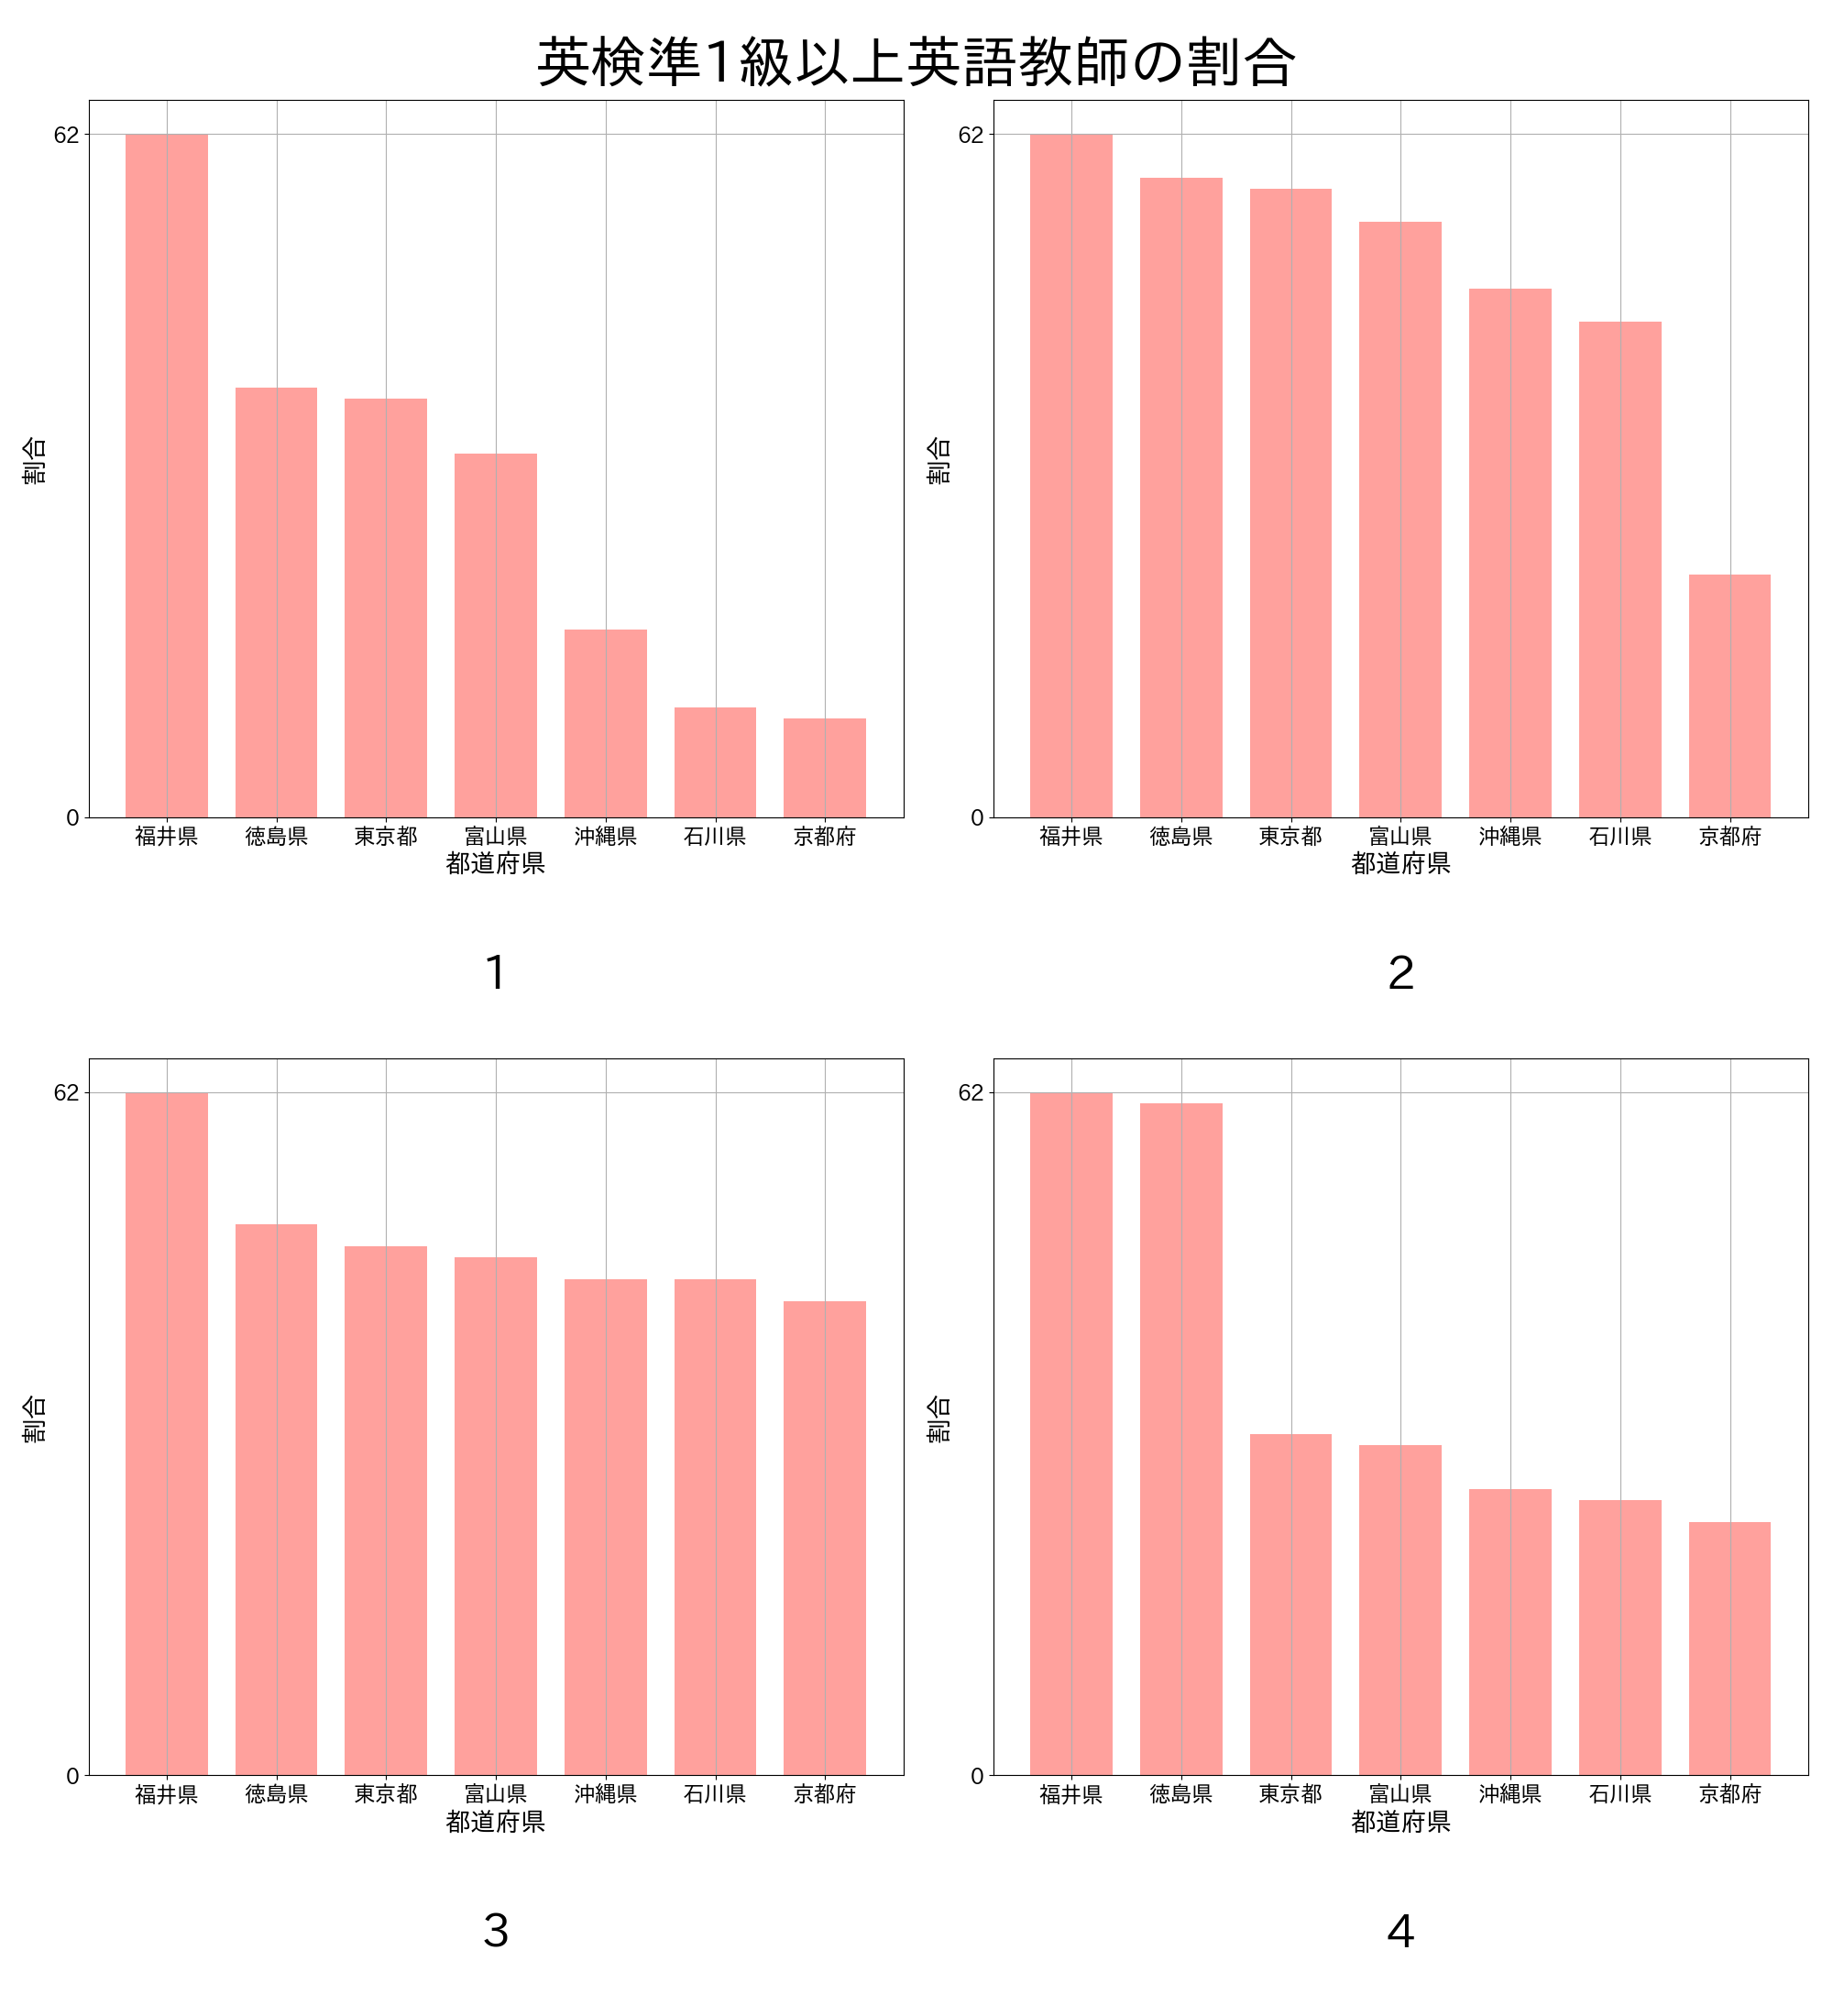 英検準1級以上英語教師の割合
62
0
割合
福井県 徳島県 東京都 富山県 沖縄県 石川県 京都府
都道府県
1
62
0
割合
福井県 徳島県 東京都 富山県 沖縄県 石川県 京都府
都道府県
2
62
0
割合
福井県 徳島県 東京都 富山県 沖縄県 石川県 京都府
都道府県
3
62
0
割合
福井県 徳島県 東京都 富山県 沖縄県 石川県 京都府
都道府県
4